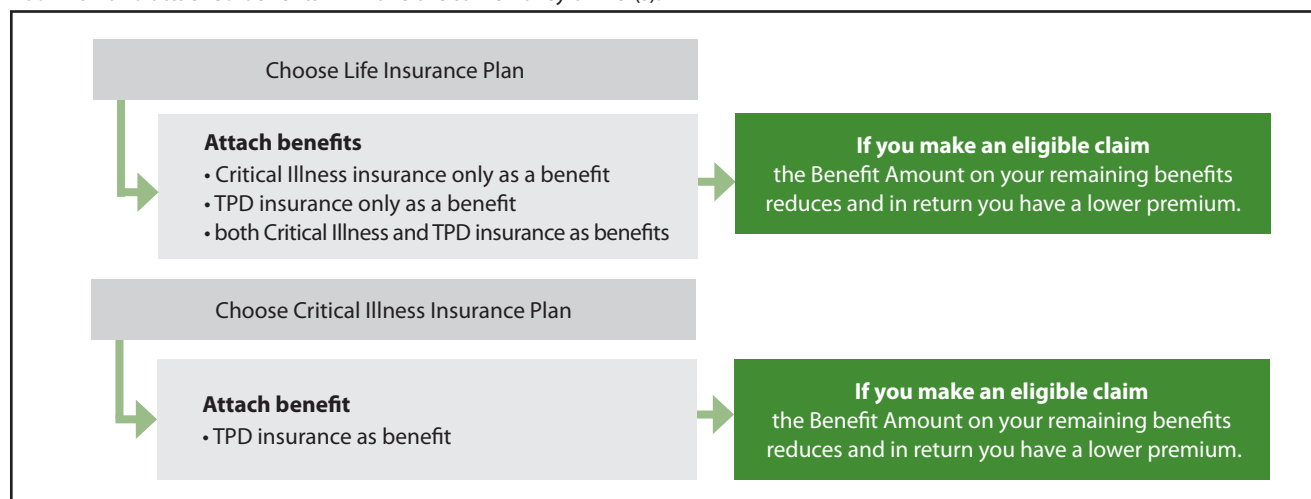 Choose Life Insurance Plan
Attach benefits
• Critical Illness insurance only as a benefit
• TPD insurance only as a benefit
• both Critical Illness and TPD insurance as benefits
If you make an eligible claim
the Benefit Amount on your remaining benefits
reduces and in return you have a lower premium.
Choose Critical Illness Insurance Plan
Attach benefit
• TPD insurance as benefit
If you make an eligible claim
the Benefit Amount on your remaining benefits
reduces and in return you have a lower premium.